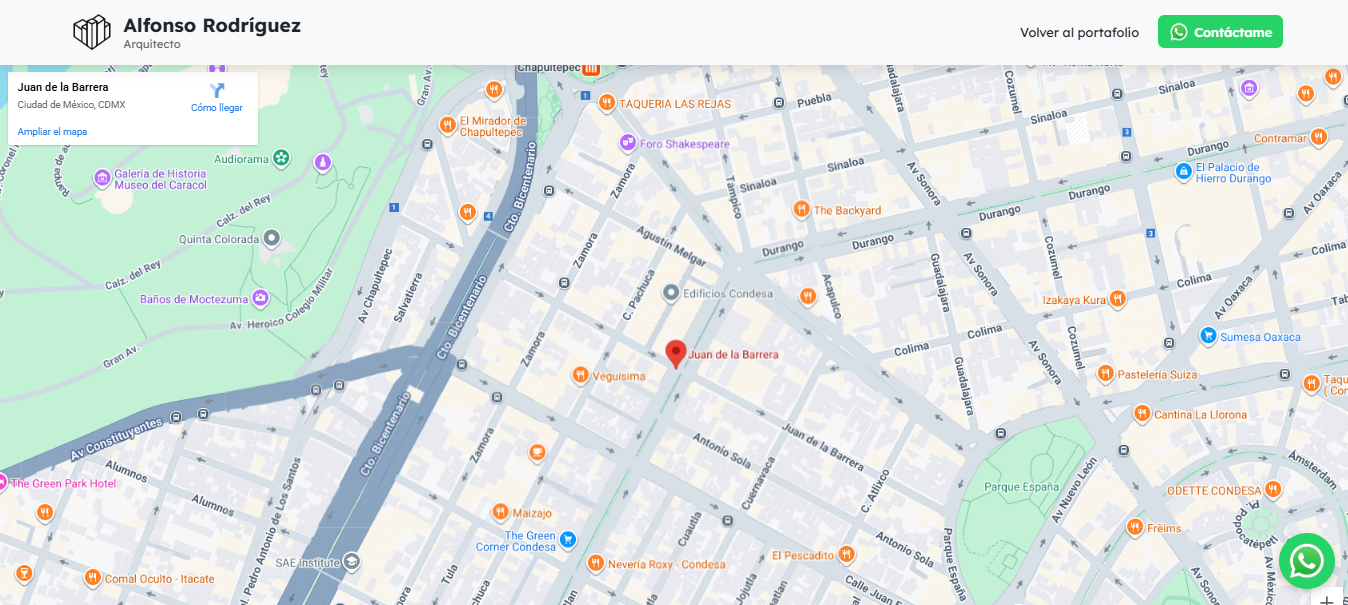 Alfonso Rodríguez
Arquitecto
Volver al portafolio
Contáctame
Juan de la Barrera
Ciudad de México, CDMX
Cómo llegar
Ampliar el mapa
Chapultepec
TAQUERIA LAS REJAS
El Mirador de
Chapultepec
Foro Shakespeare
Puebla
Sinaloa
Contramar
Durango
El Palacio de
Hierro Durango
Audiorama
Galería de Historia
Museo del Caracol
Calz. del Rey
Quinta Colorada
Calz. del Rey
Baños de Moctezuma
Av. Heroico Colegio Militar
Gran Av.
Gran Av.
Av Chapultepec
Salvatierra
Cto. Bicentenario
Cto. Bicentenario
Cto. Bicentenario
Zamora
Zamora
Zamora
Zamora
Agustín Melgar
C. Pachuca
Tampico
Sinaloa
Sinaloa
The Backyard
Durango
Durango
Durango
Durango
Edificios Condesa
Acapulco
Guadalajara
Guadalajara
Guadalajara
Av Sonora
Av Sonora
Av Sonora
Av Sonora
Cozumel
Cozumel
Cozumel
Colima
Colima
Colima
Colima
Av Oaxaca
Av Oaxaca
Izakaya Kura
Sumesa Oaxaca
Juan de la Barrera
Veguísima
Pastelería Suiza
Cantina La Llorona
Av Constituyentes
Alumnos
Alumnos
The Green Park Hotel
Antonio Sola
Antonio Sola
Juan de la Barrera
Cuernavaca
C. Atlixco
Parque España
Parque España
Av Nuevo León
Ámsterdam
ODETTE CONDESA
Frëims
Maizajo
The Green
Corner Condesa
Cuautla
Nevería Roxy - Condesa
El Pescadito
SAE Institute
Comal Oculto - Itacate
Pedro Antonio de Los Santos
Tula
Av México